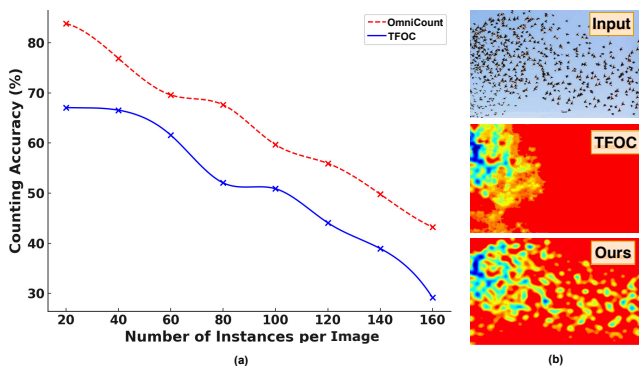 OmniCount
TFOC
Counting Accuracy (%)
80
70
60
50
40
30
20
40
60
80
100
120
140
160
Number of Instances per Image
(a)
Input
TFOC
Ours
(b)